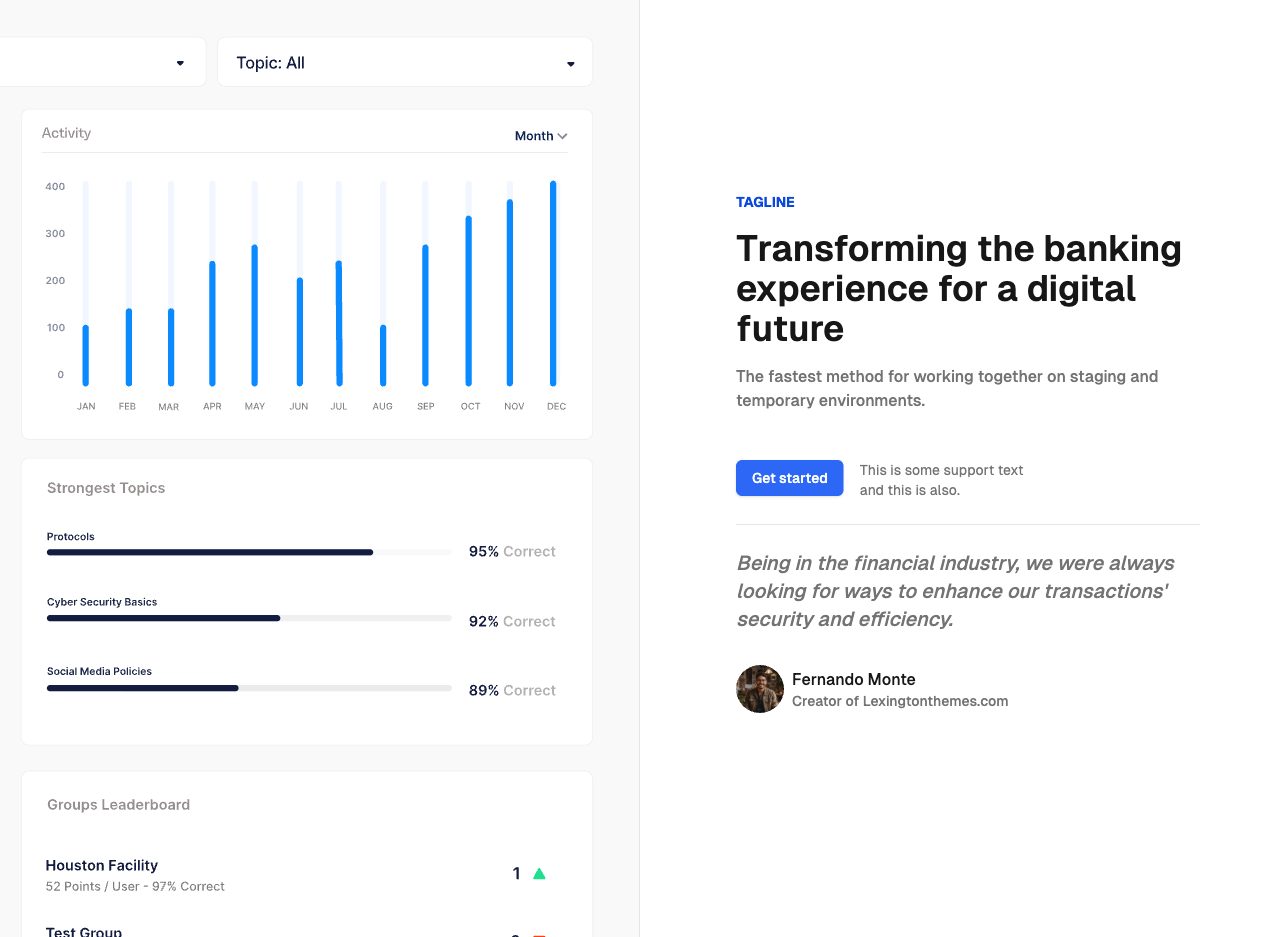 Topic: All
Activity
Month
400
300
200
100
0
JAN FEB MAR APR MAY JUN JUL AUG SEP OCT NOV DEC
Strongest Topics
Protocols
95% Correct
Cyber Security Basics
92% Correct
Social Media Policies
89% Correct
Groups Leaderboard
Houston Facility
1
52 Points / User - 97% Correct
Test Group
TAGLINE
Transforming the banking
experience for a digital
future
The fastest method for working together on staging and
temporary environments.
Get started
This is some support text
and this is also.
Being in the financial industry, we were always
looking for ways to enhance our transactions'
security and efficiency.
Fernando Monte
Creator of Lexingtonthemes.com